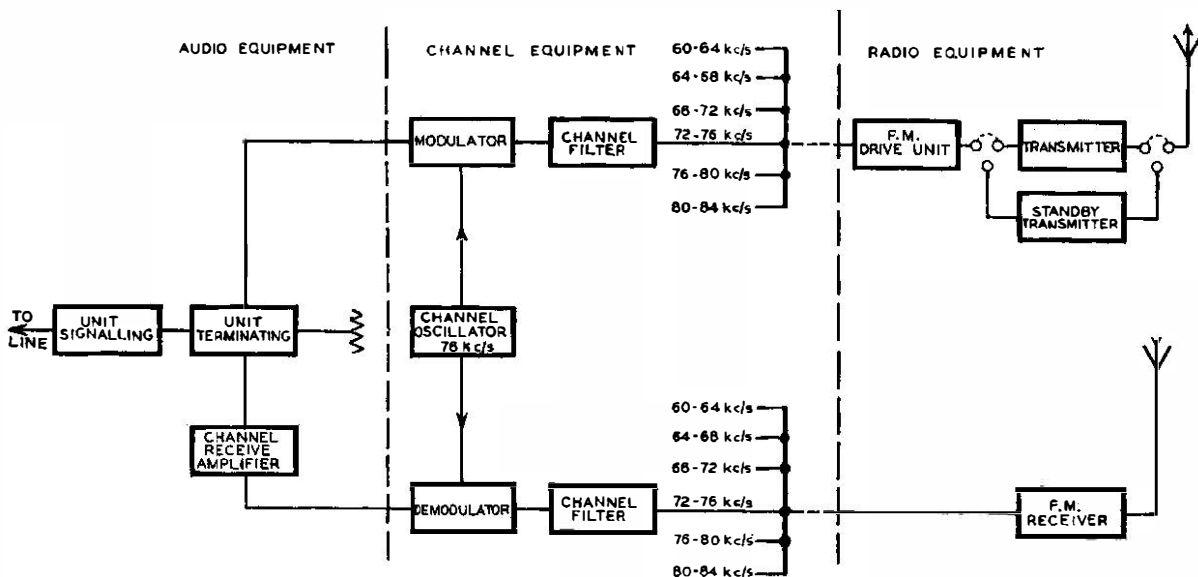 AUDIO EQUIPMENT
CHANNEL EQUIPMENT
RADIO EQUIPMENT
60-64 kc/s
64-68 kc/s
66-72 kc/s
72-76 kc/s
76-80 kc/s
80-84 kc/s
MODULATOR
CHANNEL
FILTER
F.M.
DRIVE UNIT
TRANSMITTER
STANDBY
TRANSMITTER
TO
LINE
UNIT
SIGNALLING
UNIT
TERMINATING
CHANNEL
OSCILLATOR
76 kc/s
CHANNEL
RECEIVE
AMPLIFIER
60-64 kc/s
64-68 kc/s
66-72 kc/s
72-76 kc/s
76-80 kc/s
80-84 kc/s
DEMODULATOR
CHANNEL
FILTER
F.M.
RECEIVER